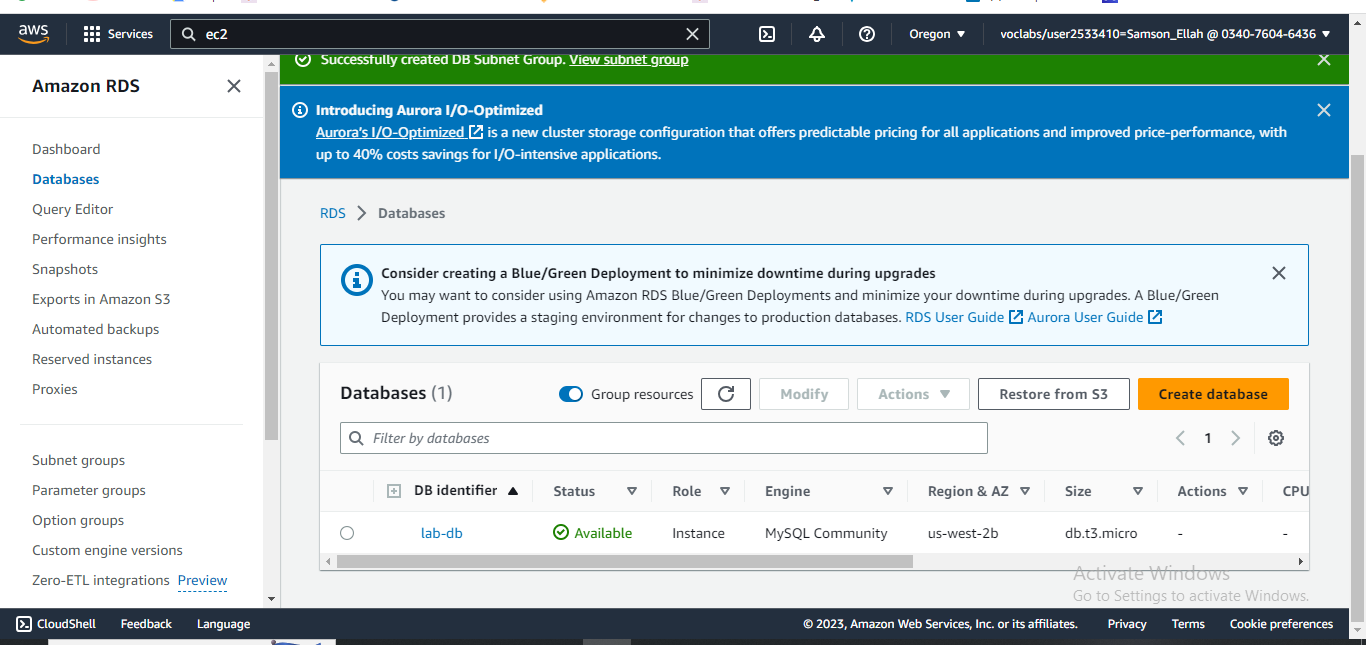 aws
Services
ec2
Oregon ▼
voclabs/user2533410=Samson_Ellah @ 0340-7604-6436 ▼
Amazon RDS
Dashboard
Databases
Query Editor
Performance insights
Snapshots
Exports in Amazon S3
Automated backups
Reserved instances
Proxies
Subnet groups
Parameter groups
Option groups
Custom engine versions
Zero-ETL integrations Preview
Successfully created DB Subnet Group. View subnet group
Introducing Aurora I/O-Optimized
Aurora's I/O-Optimized is a new cluster storage configuration that offers predictable pricing for all applications and improved price-performance, with
up to 40% costs savings for I/O-intensive applications.
RDS > Databases
Consider creating a Blue/Green Deployment to minimize downtime during upgrades
You may want to consider using Amazon RDS Blue/Green Deployments and minimize your downtime during upgrades. A Blue/Green
Deployment provides a staging environment for changes to production databases. RDS User Guide Aurora User Guide
Databases (1)
Group resources
Modify
Actions ▼
Restore from S3
Create database
Filter by databases
1
DB identifier Status Role Engine Region & AZ Size Actions CPU
lab-db Available Instance MySQL Community us-west-2b db.t3.micro - -
Activate Windows
Go to Settings to activate Windows.
CloudShell Feedback Language
© 2023, Amazon Web Services, Inc. or its affiliates. Privacy Terms Cookie preferences